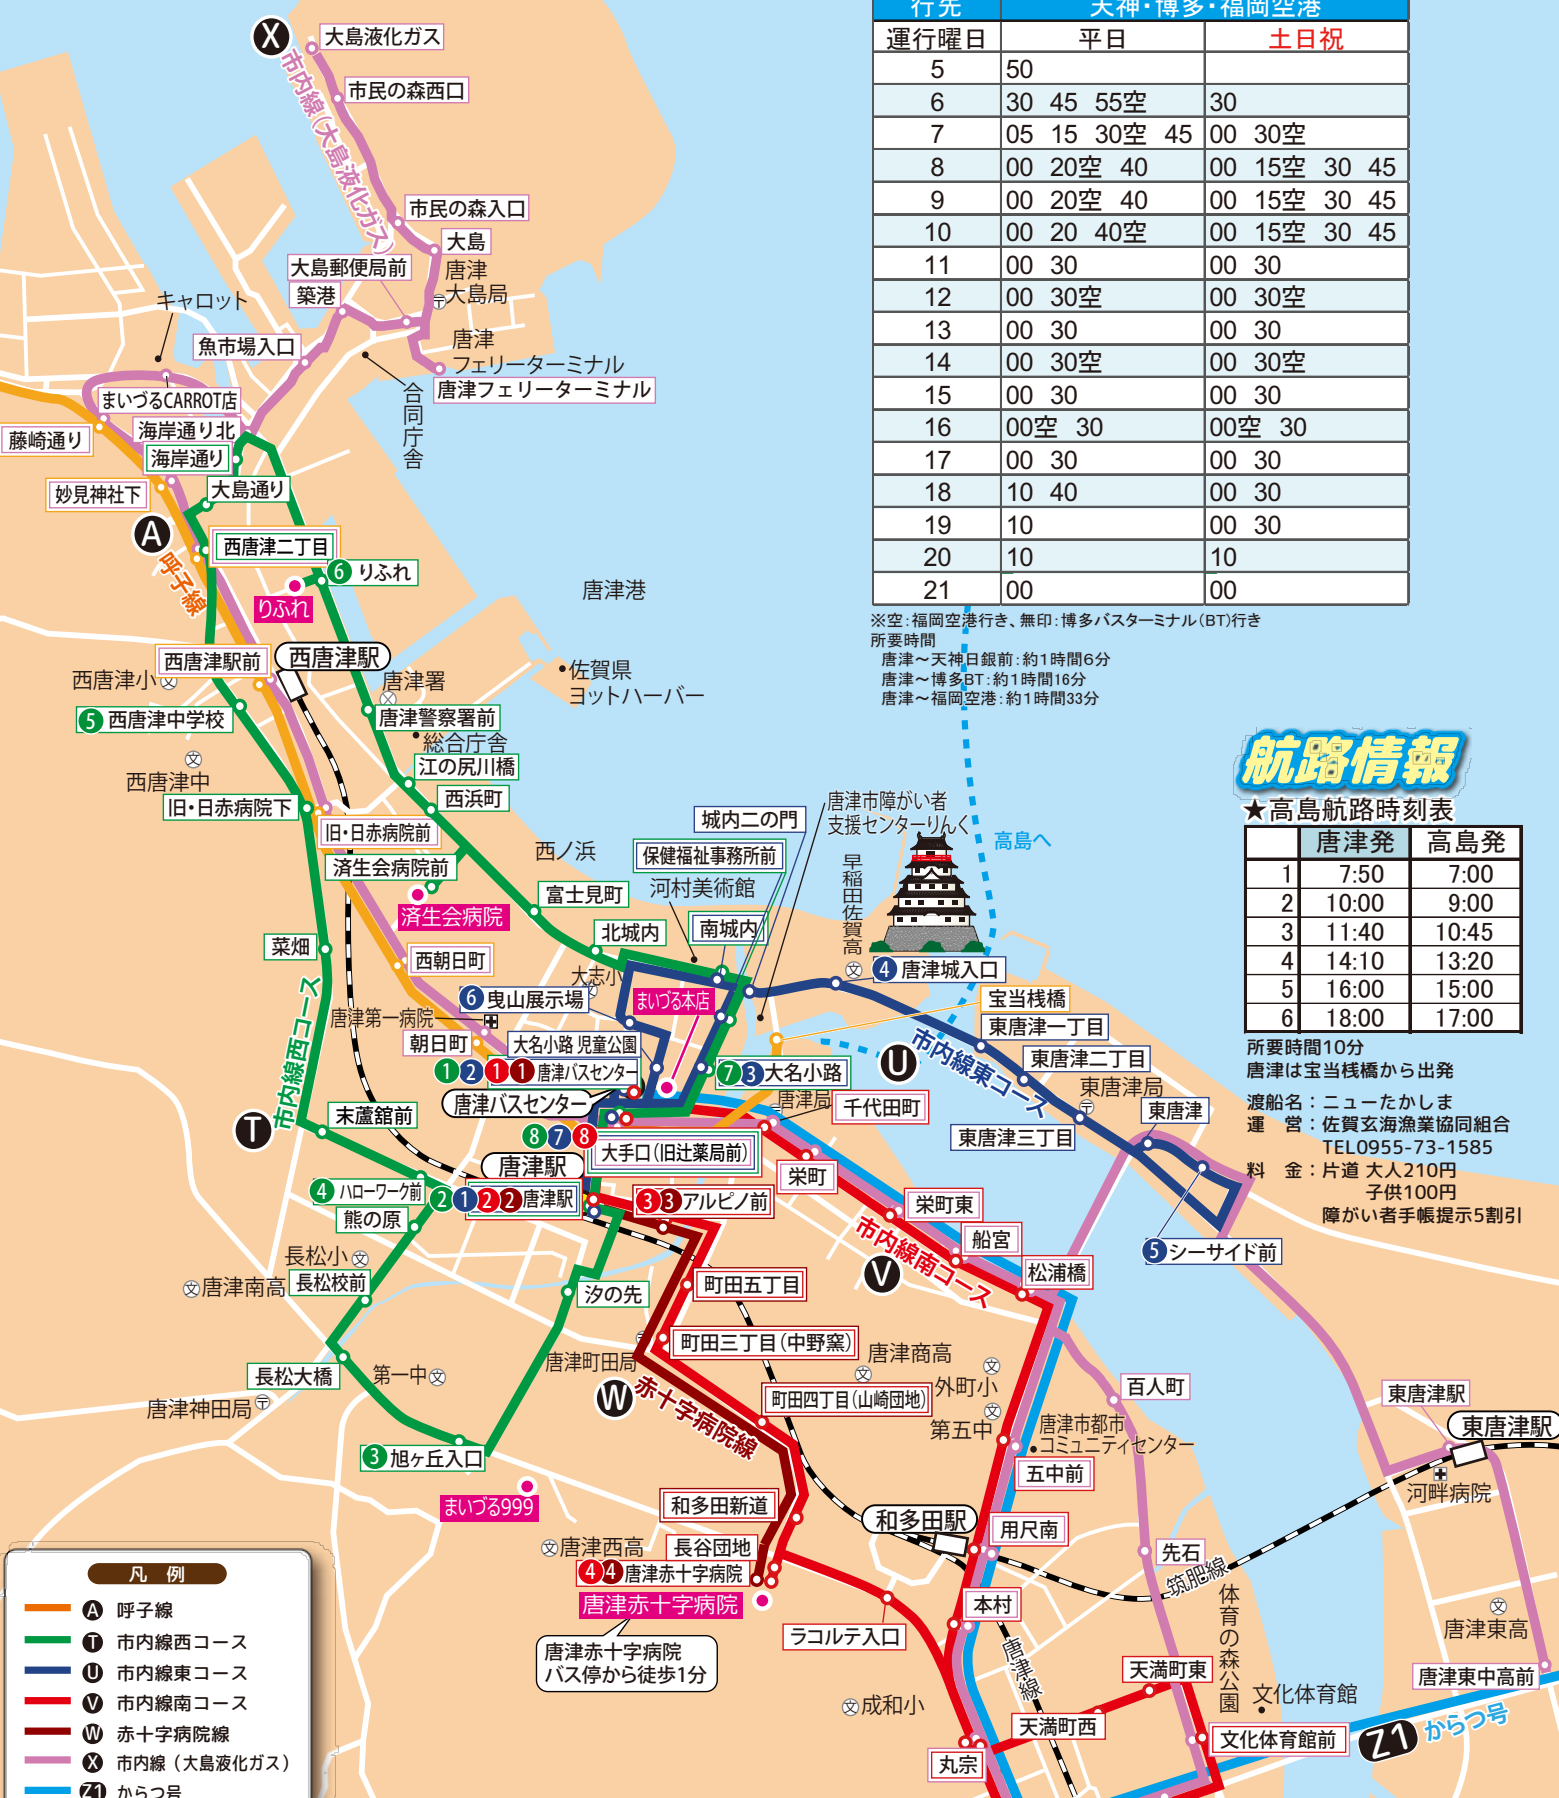 行先 天神・博多・福岡空港
運行曜日 平日 土日祝
5 50
6 30 45 55空 30
7 05 15 30空 45 00 30空
8 00 20空 40 00 15空 30 45
9 00 20空 40 00 15空 30 45
10 00 20 40空 00 15空 30 45
11 00 30 00 30
12 00 30空 00 30空
13 00 30 00 30
14 00 30空 00 30空
15 00 30 00 30
16 00空 30 00空 30
17 00 30 00 30
18 10 40 00 30
19 10 00 30
20 10 10
21 00 00
※空：福岡空港行き、無印：博多バスターミナル（BT）行き
所要時間
唐津～天神日銀前：約1時間6分
唐津～博多BT：約1時間16分
唐津～福岡空港：約1時間33分
航路情報
★高島航路時刻表
唐津発 高島発
1 7:50 7:00
2 10:00 9:00
3 11:40 10:45
4 14:10 13:20
5 16:00 15:00
6 18:00 17:00
所要時間10分
唐津は宝当桟橋から出発
渡船名：ニューたかしま
運　営：佐賀玄海漁業協同組合
TEL0955-73-1585
料　金：片道 大人210円
子供100円
障がい者手帳提示5割引
X
大島液化ガス
市内線（大島液化ガス）
市民の森西口
市民の森入口
大島
大島郵便局前
唐津
大島局
築港
キャロット
魚市場入口
唐津
フェリーターミナル
唐津フェリーターミナル
合同庁舎
まいづるCARROT店
藤崎通り
海岸通り北
海岸通り
妙見神社下
大島通り
A
呼子線
西唐津二丁目
6 りふれ
りふれ
唐津港
西唐津駅前
西唐津駅
西唐津小
唐津署
佐賀県
ヨットハーバー
5 西唐津中学校
唐津警察署前
総合庁舎
西唐津中
江の尻川橋
旧・日赤病院下
西浜町
旧・日赤病院前
済生会病院前
済生会病院
西ノ浜
城内二の門
保健福祉事務所前
河村美術館
唐津市障がい者
支援センターりんく
高島へ
早稲田佐賀高
富士見町
北城内
南城内
菜畑
西朝日町
大志小
4 唐津城入口
6 曳山展示場
まいづる本店
宝当桟橋
唐津第一病院
朝日町
大名小路 児童公園
市内線西コース
1 2 1 1 唐津バスセンター
唐津バスセンター
7 3 大名小路
U
市内線東コース
東唐津一丁目
東唐津二丁目
東唐津局
東唐津
東唐津三丁目
唐津局
千代田町
T
末蘆舘前
8 7 8
大手口（旧辻薬局前）
唐津駅
栄町
4 ハローワーク前
2 1 2 2 唐津駅
3 3 アルピノ前
栄町東
熊の原
船宮
市内線南コース
V
5 シーサイド前
長松小
唐津南高
長松校前
汐の先
町田五丁目
松浦橋
町田三丁目（中野窯）
唐津町田局
長松大橋
第一中
唐津神田局
W
赤十字病院線
唐津商高
町田四丁目（山崎団地）
外町小
第五中
百人町
唐津市都市
コミュニティセンター
東唐津駅
東唐津駅
河畔病院
3 旭ヶ丘入口
まいづる999
五中前
和多田新道
和多田駅
用尺南
唐津西高
長谷団地
4 4 唐津赤十字病院
唐津赤十字病院
先石
筑肥線
体育の森公園
唐津東高
本村
ラコルテ入口
唐津赤十字病院
バス停から徒歩1分
唐津線
天満町東
唐津東中高前
文化体育館
成和小
天満町西
文化体育館前
Z1 からつ号
丸宗
凡 例
A 呼子線
T 市内線西コース
U 市内線東コース
V 市内線南コース
W 赤十字病院線
X 市内線（大島液化ガス）
Z1 からつ号